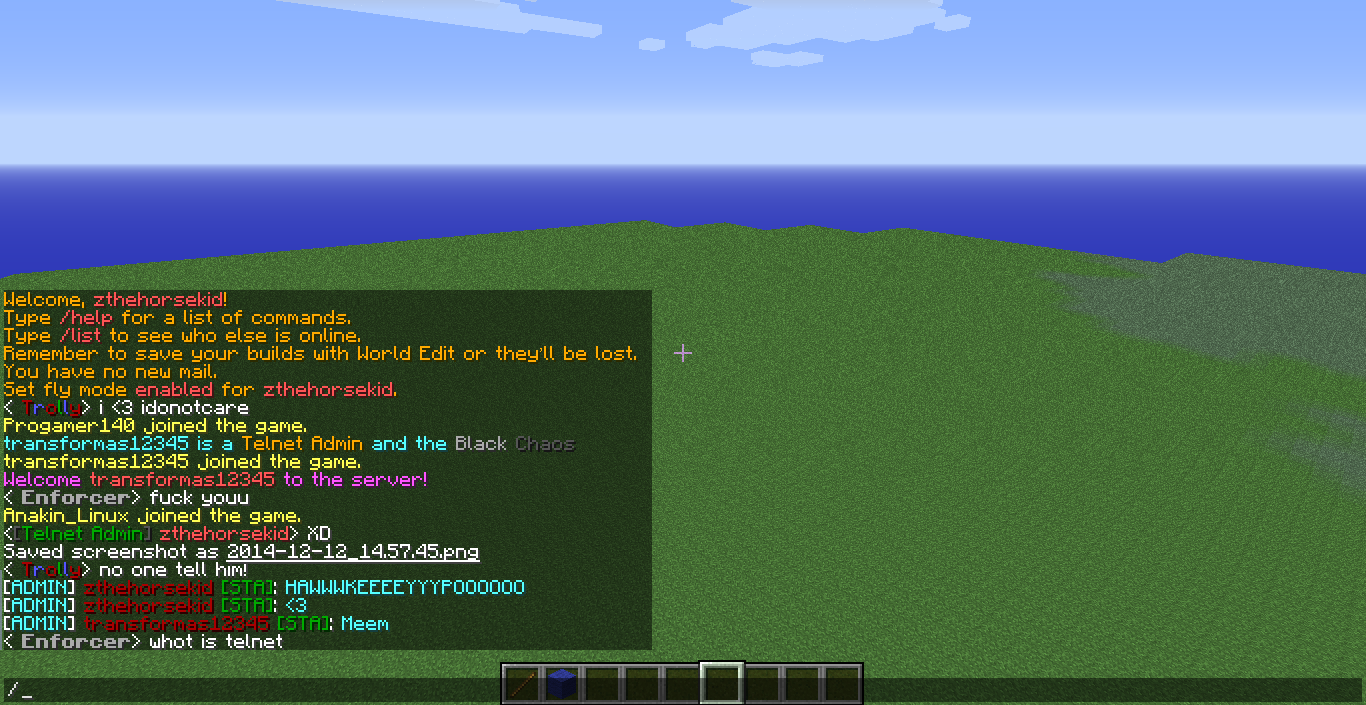 Welcome, zthehorsekid!
Type /help for a list of commands.
Type /list to see who else is online.
Remember to save your builds with World Edit or they'll be lost.
You have no new mail.
Set fly mode enabled for zthehorsekid.
< Trolly> i <3 idonotcare
Progamer140 joined the game.
transformas12345 is a Telnet Admin and the Black Chaos
transformas12345 joined the game.
Welcome transformas12345 to the server!
< Enforcer> fuck youu
Anakin_Linux joined the game.
<[Telnet Admin] zthehorsekid> XD
Saved screenshot as 2014-12-12_14.57.45.png
< Trolly> no one tell him!
[ADMIN] zthehorsekid [STA]: HAWWWKEEEEYYYPOOOOOO
[ADMIN] zthehorsekid [STA]: <3
[ADMIN] transformas12345 [STA]: Meem
< Enforcer> whot is telnet
/_